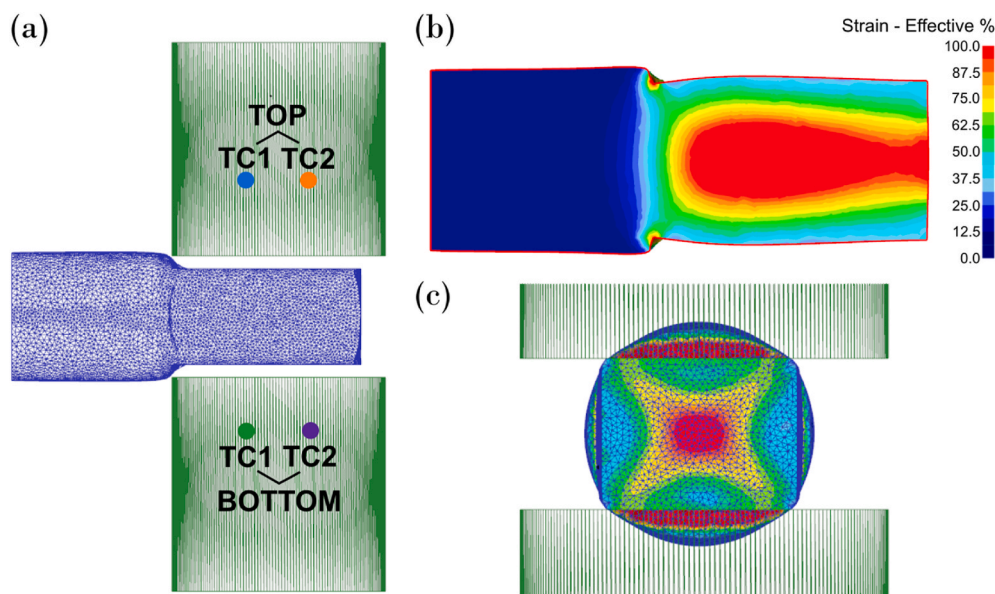 (a)
TOP
TC1 TC2
TC1 TC2
BOTTOM
(b)
Strain - Effective %
100.0
87.5
75.0
62.5
50.0
37.5
25.0
12.5
0.0
(c)